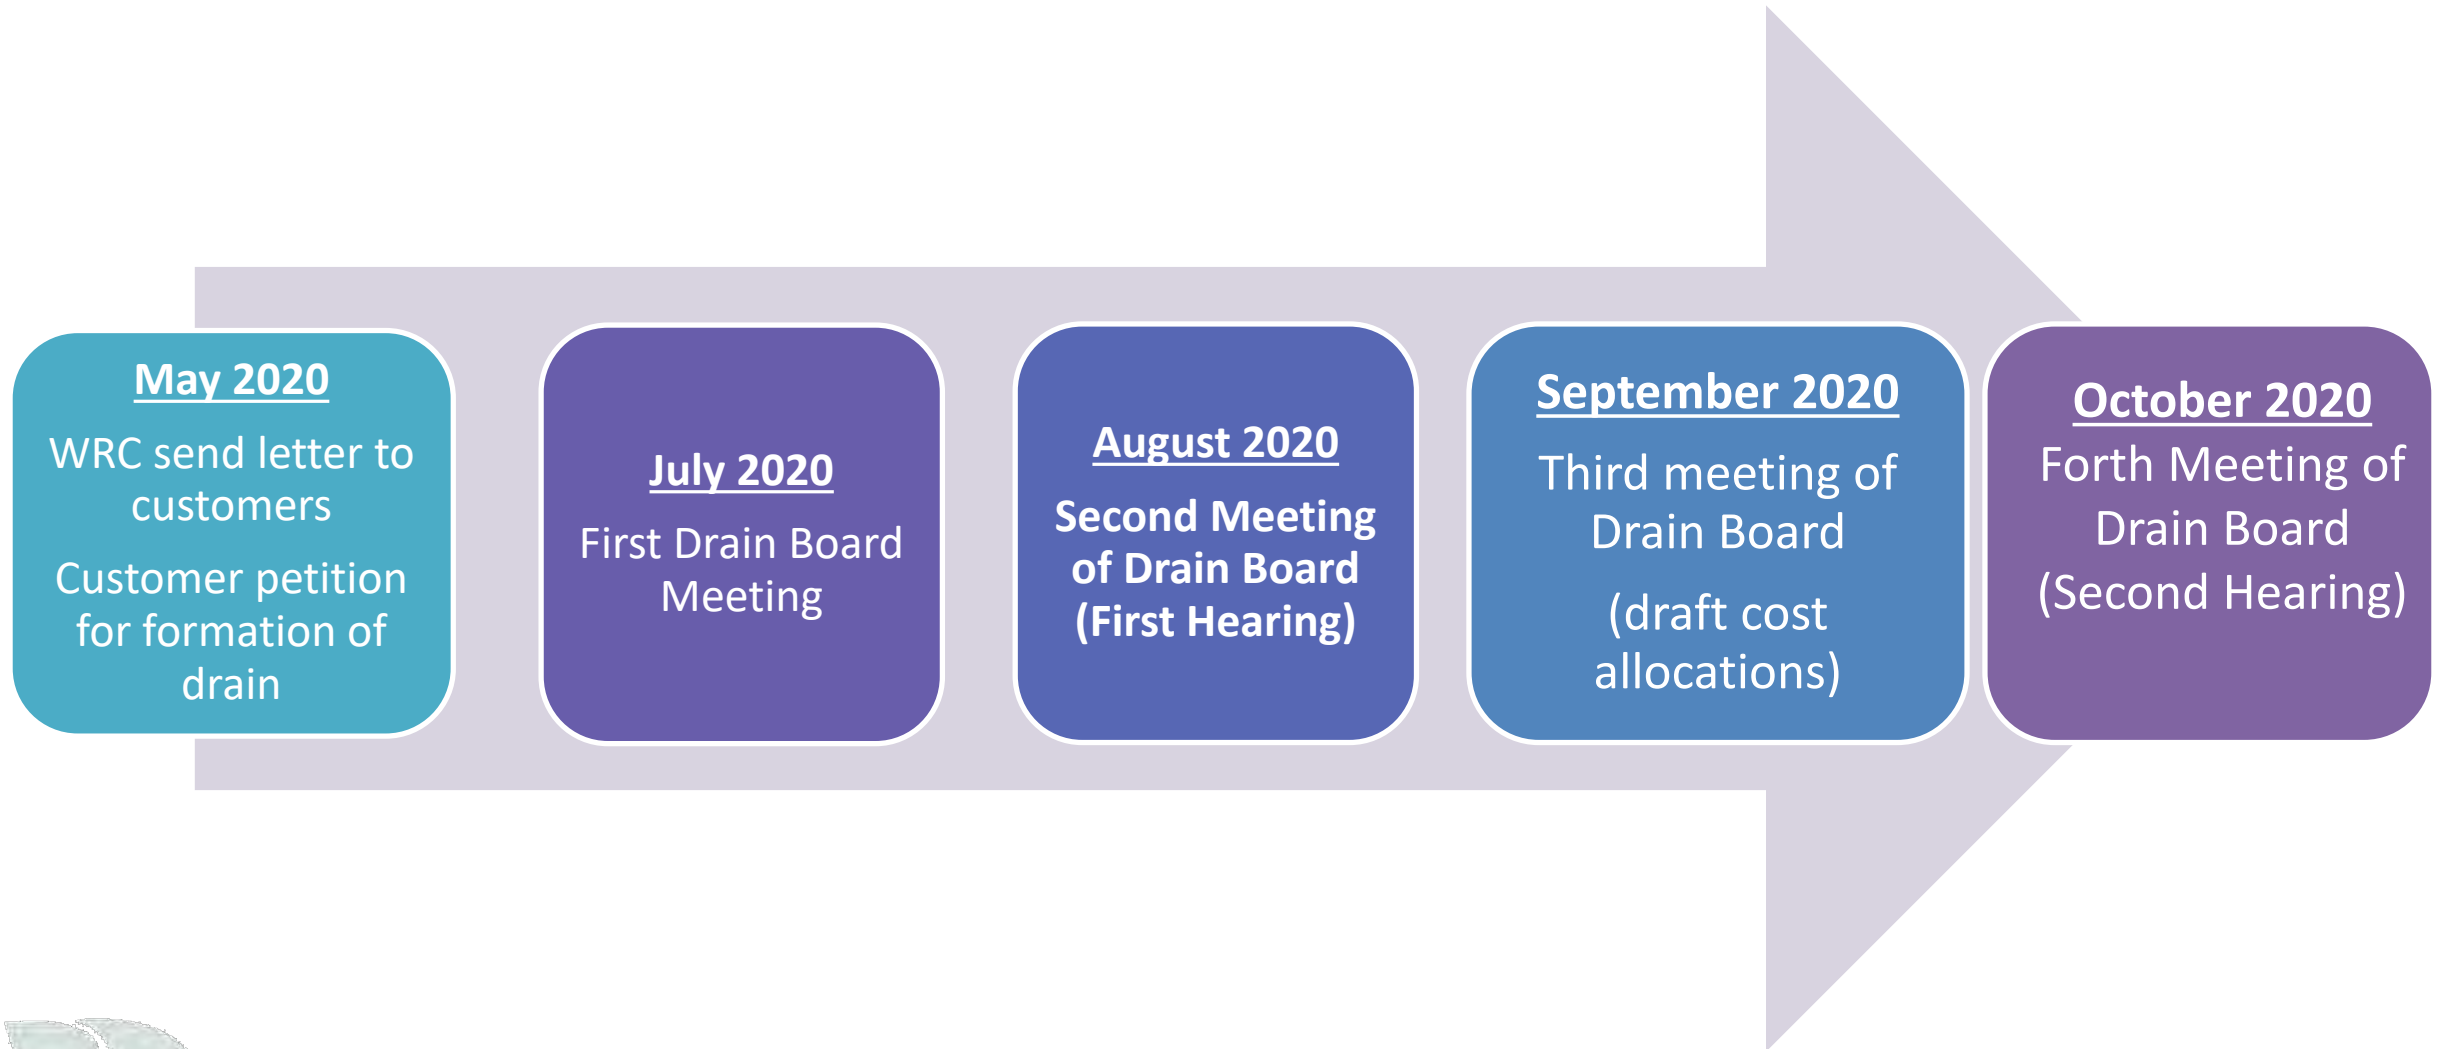 May 2020
WRC send letter to
customers
Customer petition
for formation of
drain
July 2020
First Drain Board
Meeting
August 2020
Second Meeting
of Drain Board
(First Hearing)
September 2020
Third meeting of
Drain Board
(draft cost
allocations)
October 2020
Forth Meeting of
Drain Board
(Second Hearing)